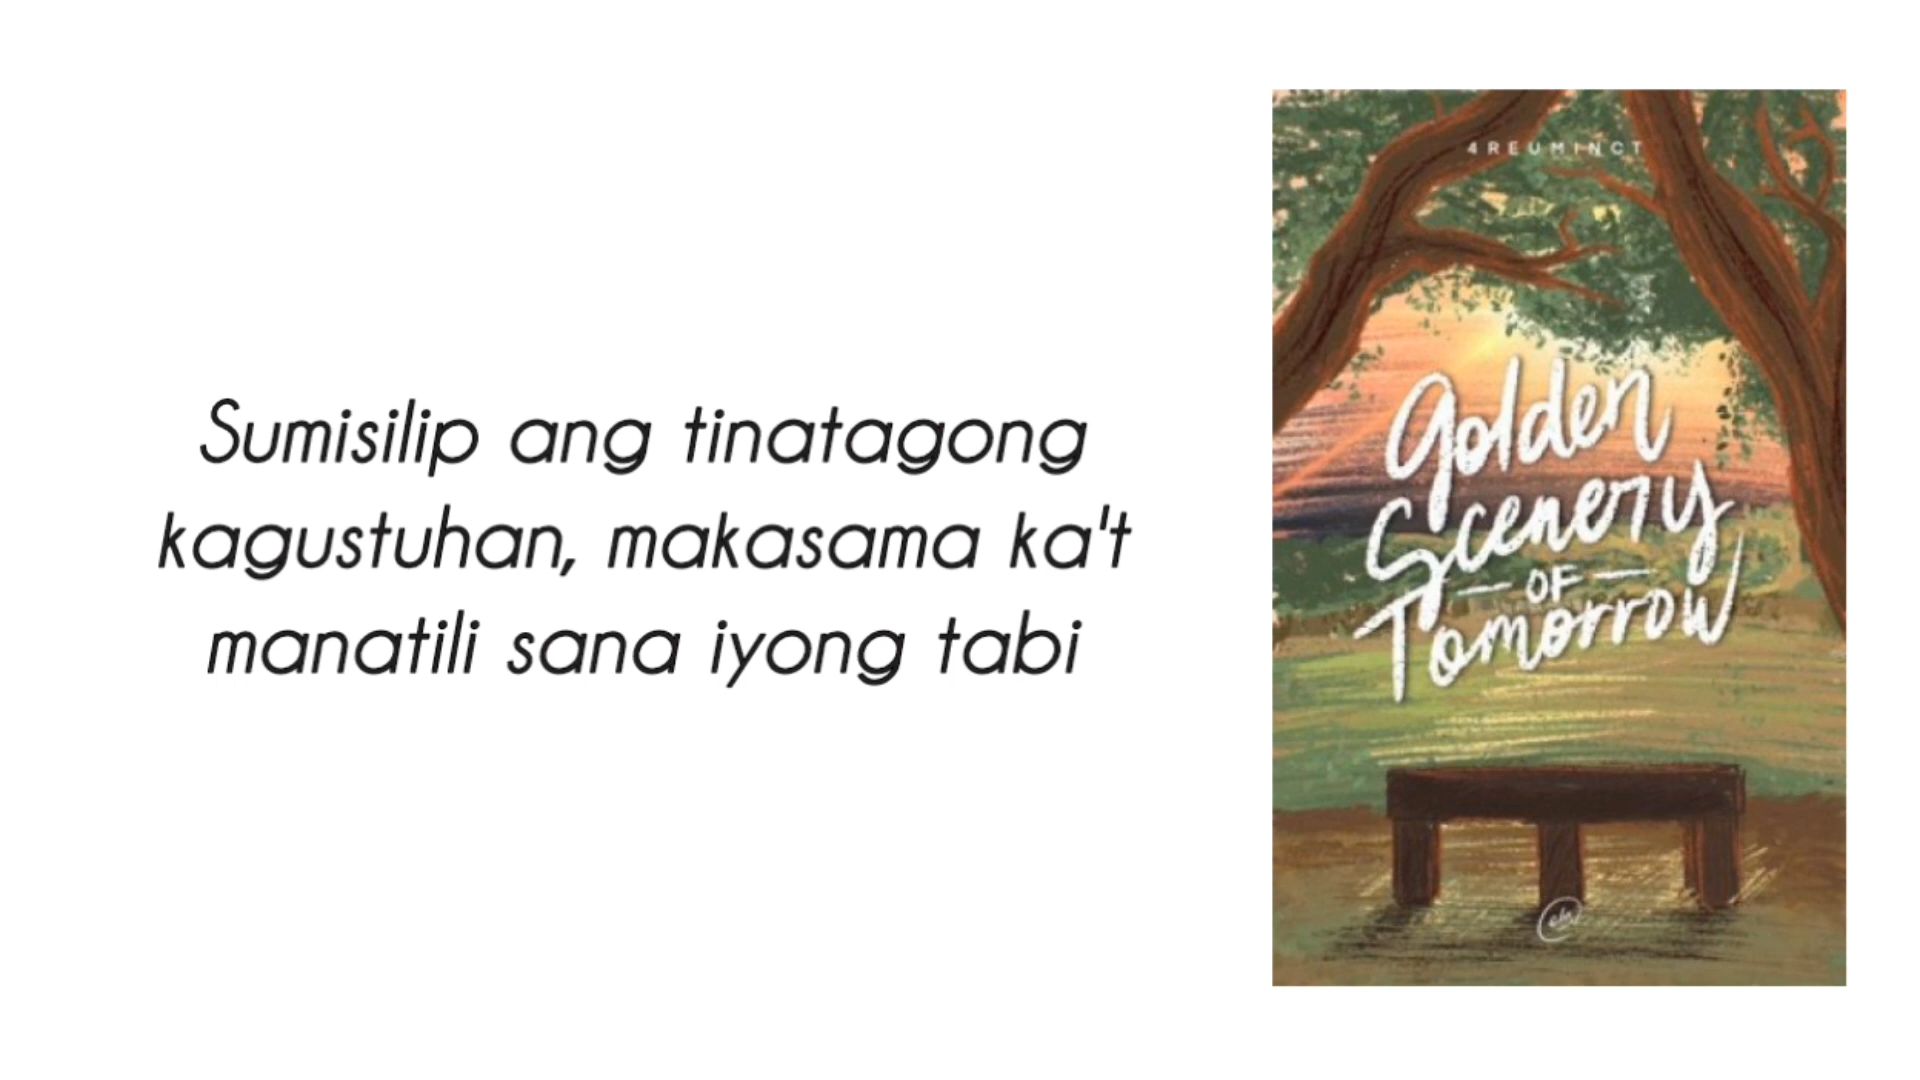 Sumisilip ang tinatagong
kagustuhan, makasama ka't
manatili sana iyong tabi
4REUMINCT
Golden
Scenery
OF
Tomorrow